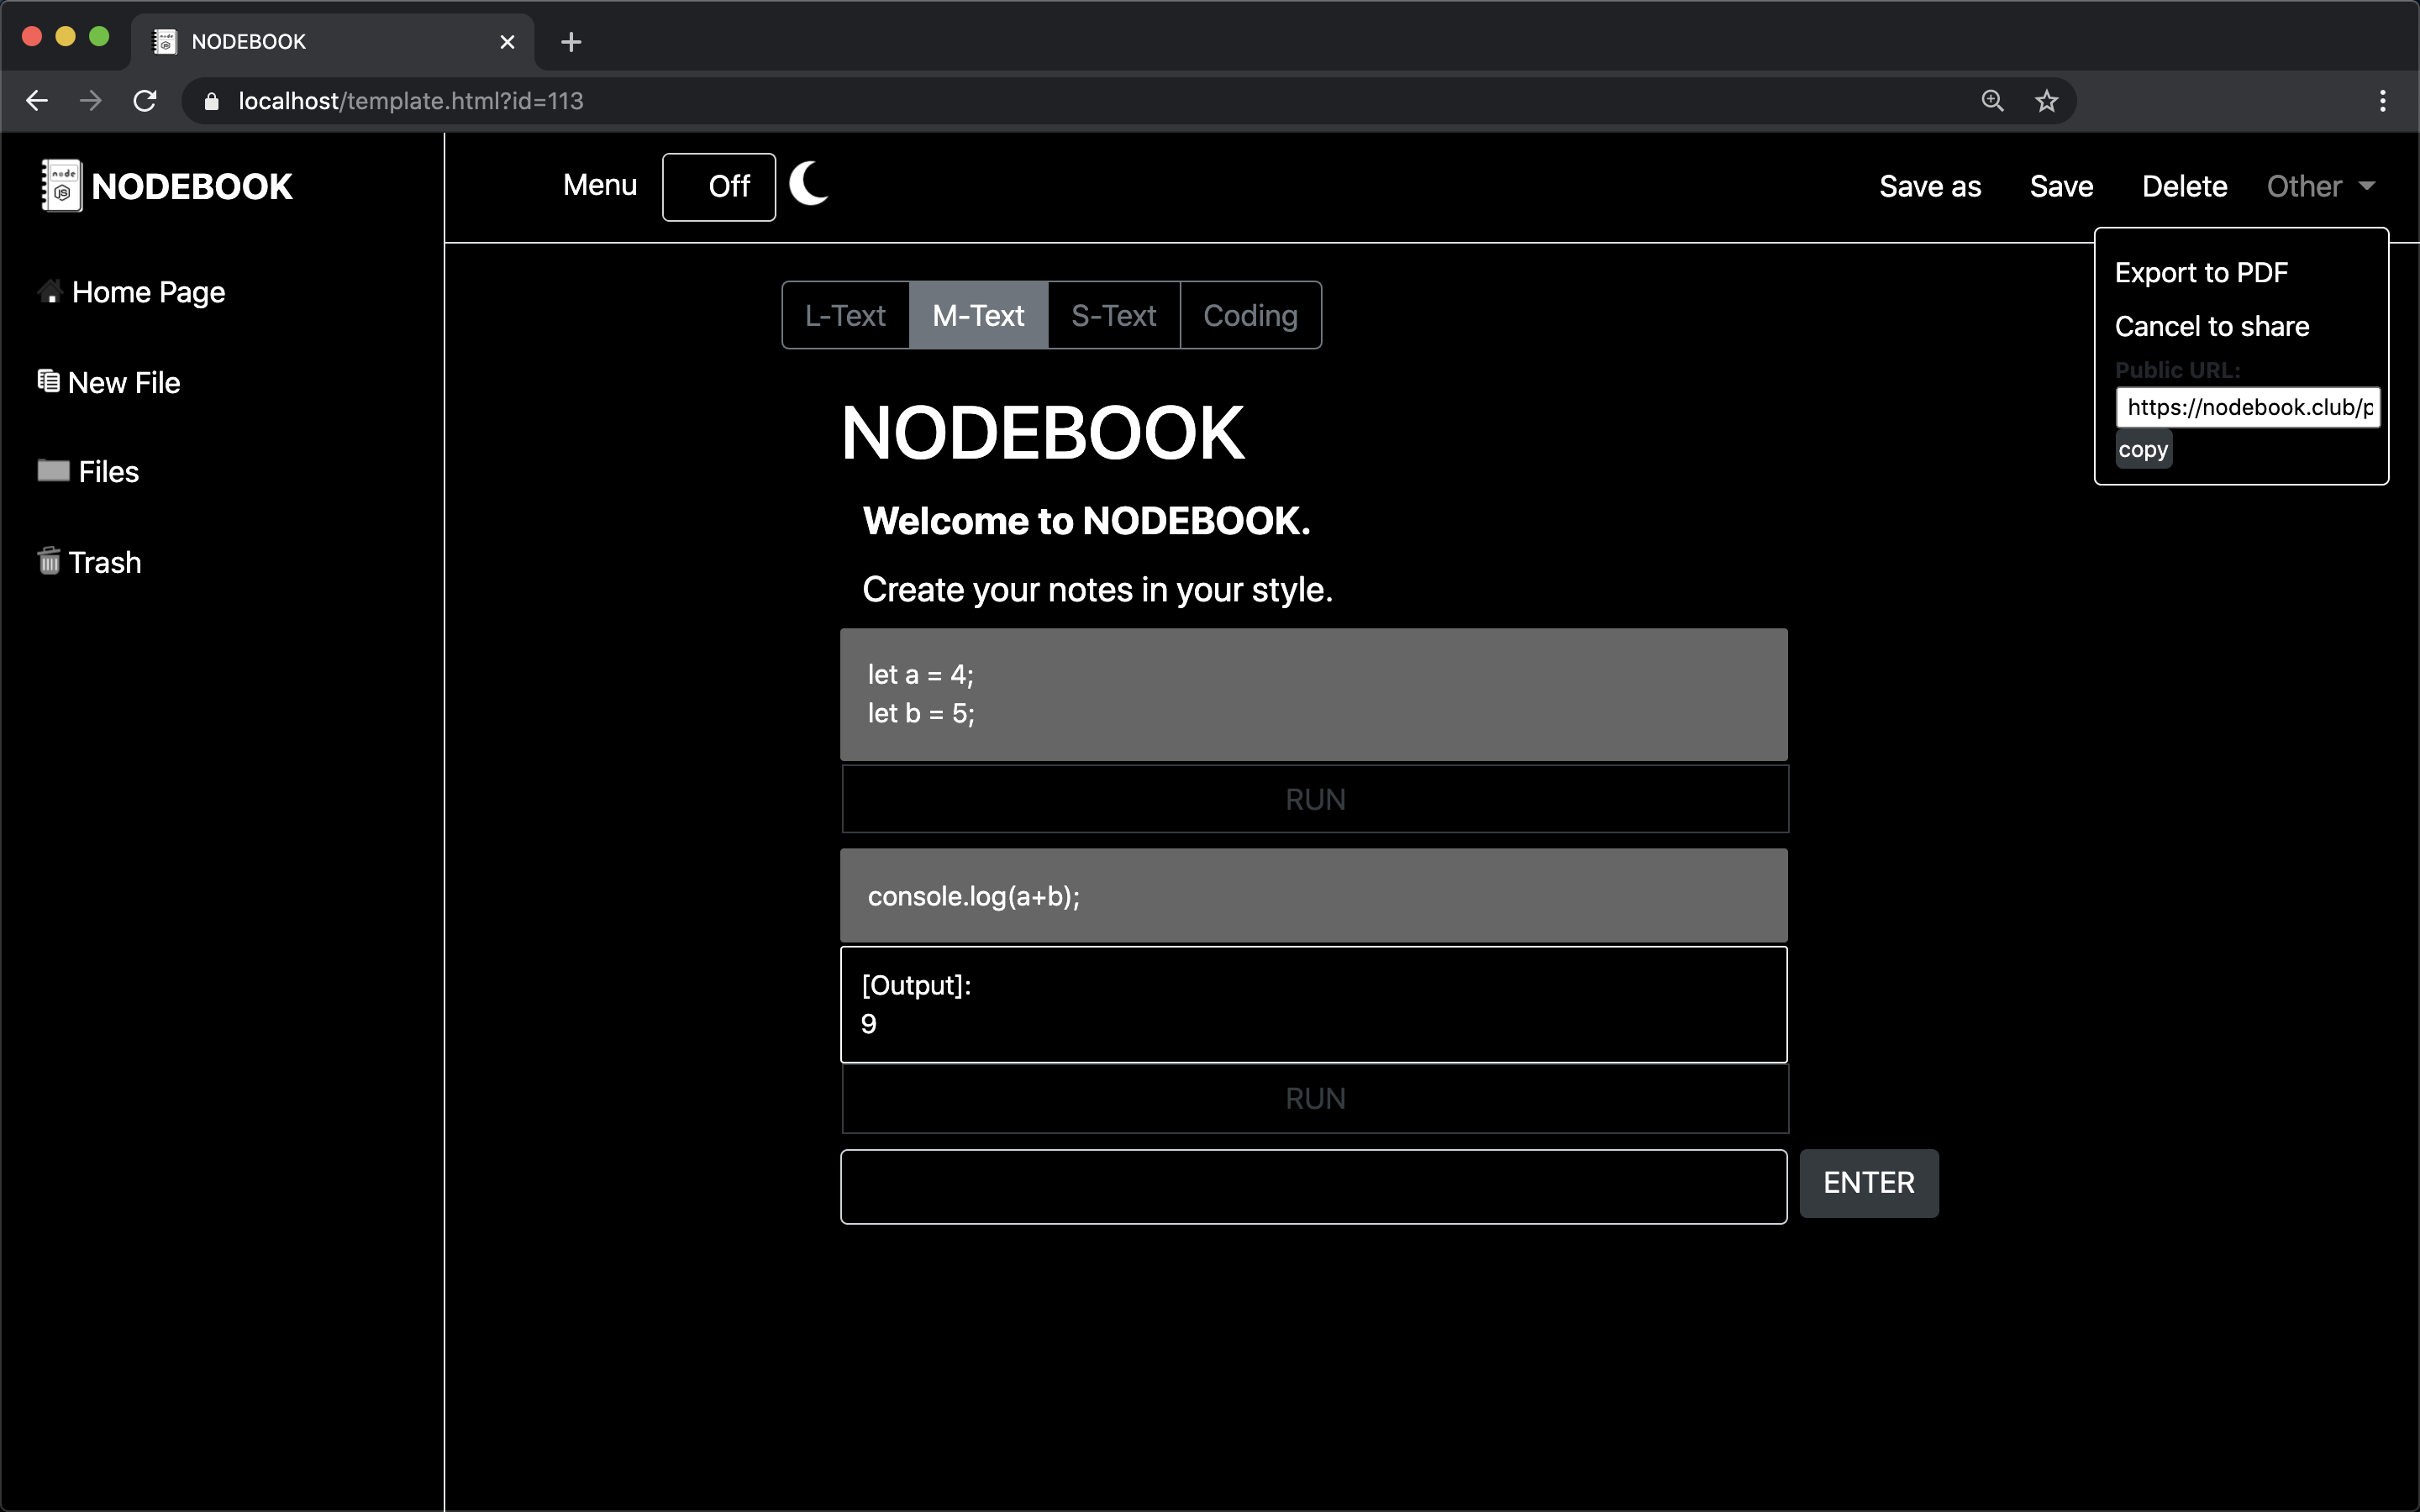 NODEBOOK
localhost/template.html?id=113
node
JS
NODEBOOK
Menu
Off
Save as
Save
Delete
Other
Home Page
New File
Files
Trash
Export to PDF
Cancel to share
Public URL:
https://nodebook.club/p
copy
L-Text
M-Text
S-Text
Coding
NODEBOOK
Welcome to NODEBOOK.
Create your notes in your style.
let a = 4;
let b = 5;
RUN
console.log(a+b);
[Output]:
9
RUN
ENTER